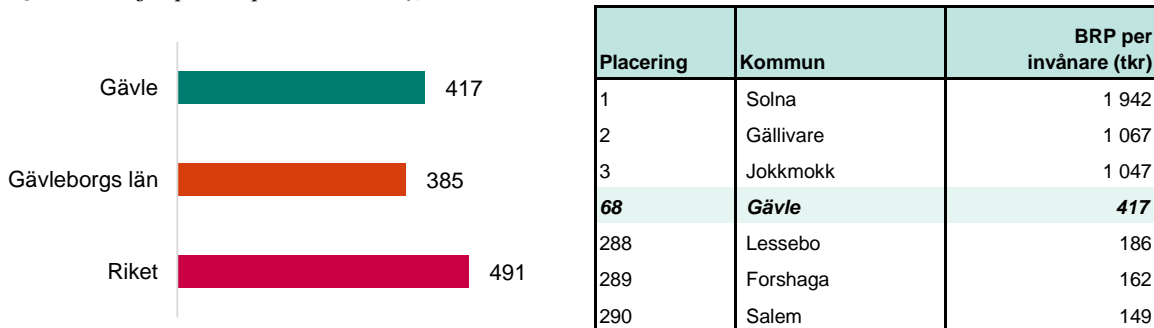 Gävle 417
Gävleborgs län 385
Riket 491
Placering Kommun BRP per invånare (tkr)
1 Solna 1 942
2 Gällivare 1 067
3 Jokkmokk 1 047
68 Gävle 417
288 Lessebo 186
289 Forshaga 162
290 Salem 149